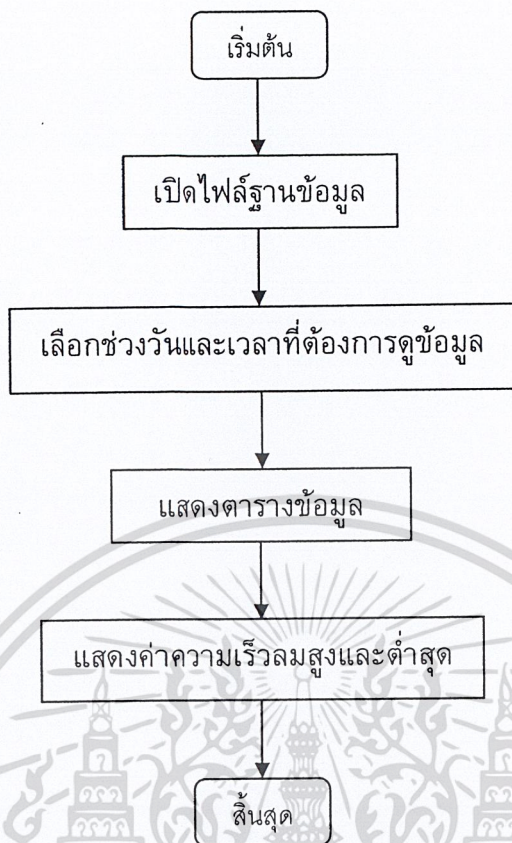 เริ่มต้น
เปิดไฟล์ฐานข้อมูล
เลือกช่วงวันและเวลาที่ต้องการดูข้อมูล
แสดงตารางข้อมูล
แสดงค่าความเร็วลมสูงและต่ำสุด
สิ้นสุด